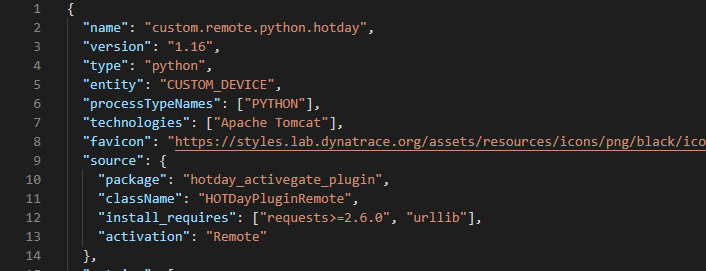 1 {
2 "name": "custom.remote.python.hotday",
3 "version": "1.16",
4 "type": "python",
5 "entity": "CUSTOM_DEVICE",
6 "processTypeNames": ["PYTHON"],
7 "technologies": ["Apache Tomcat"],
8 "favicon": "https://styles.lab.dynatrace.org/assets/resources/icons/png/black/ico
9 "source": {
10 "package": "hotday_activegate_plugin",
11 "className": "HOTDayPluginRemote",
12 "install_requires": ["requests>=2.6.0", "urllib"],
13 "activation": "Remote"
14 },